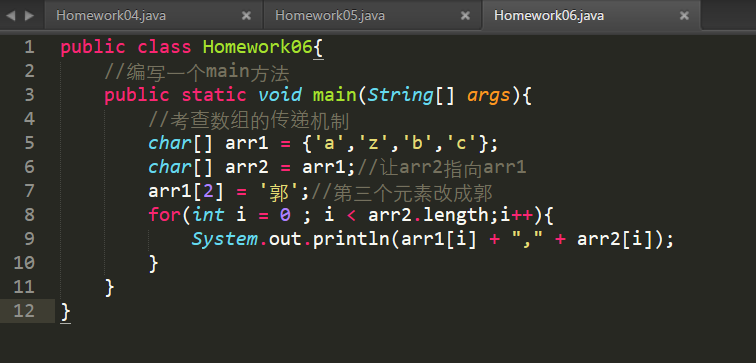 Homework04.java × Homework05.java × Homework06.java ×
1 public class Homework06{
2 //编写一个main方法
3 public static void main(String[] args){
4 //考查数组的传递机制
5 char[] arr1 = {'a','z','b','c'};
6 char[] arr2 = arr1;//让arr2指向arr1
7 arr1[2] = '郭';//第三个元素改成郭
8 for(int i = 0 ; i < arr2.length;i++){
9 System.out.println(arr1[i] + "," + arr2[i]);
10 }
11 }
12 }